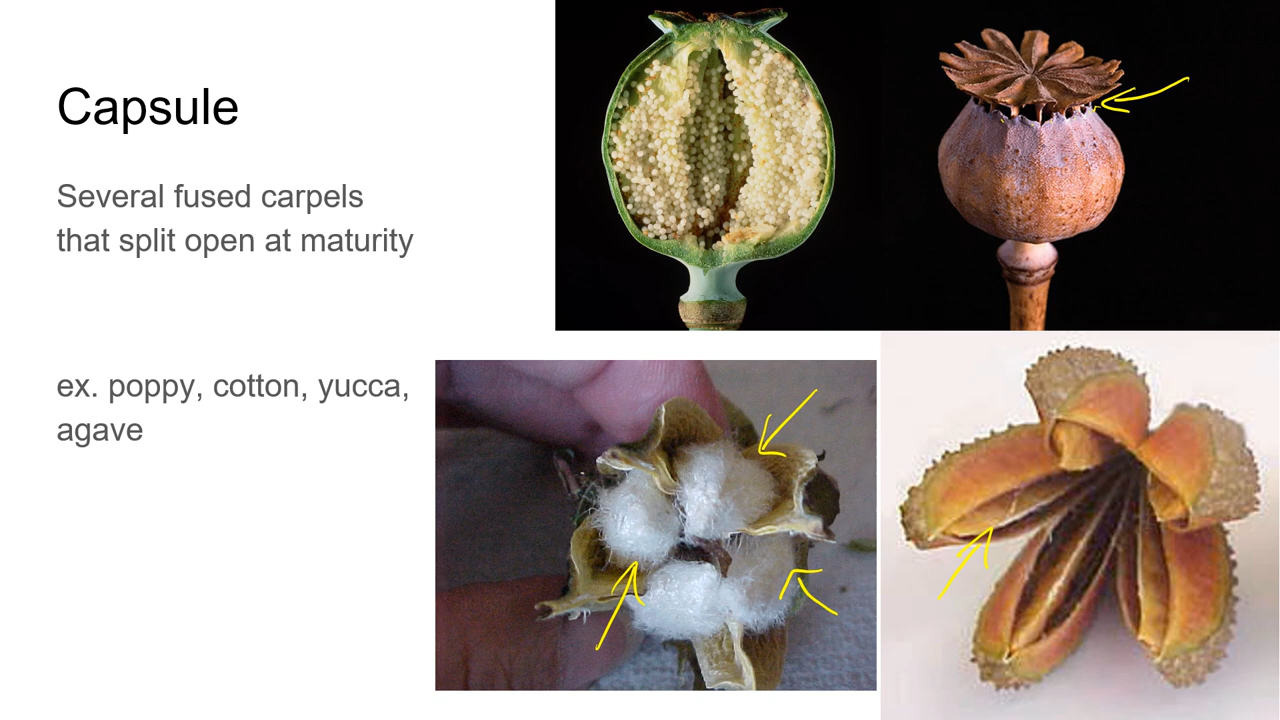 Capsule
Several fused carpels
that split open at maturity
ex. poppy, cotton, yucca,
agave